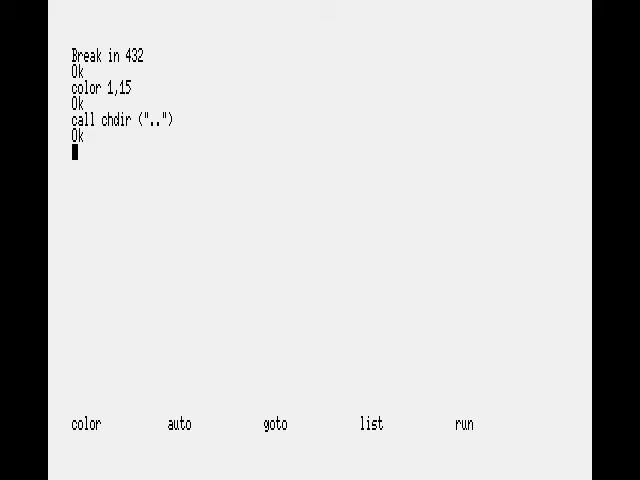 Break in 432
Ok
color 1,15
Ok
call chdir ("..")
Ok
color auto goto list run